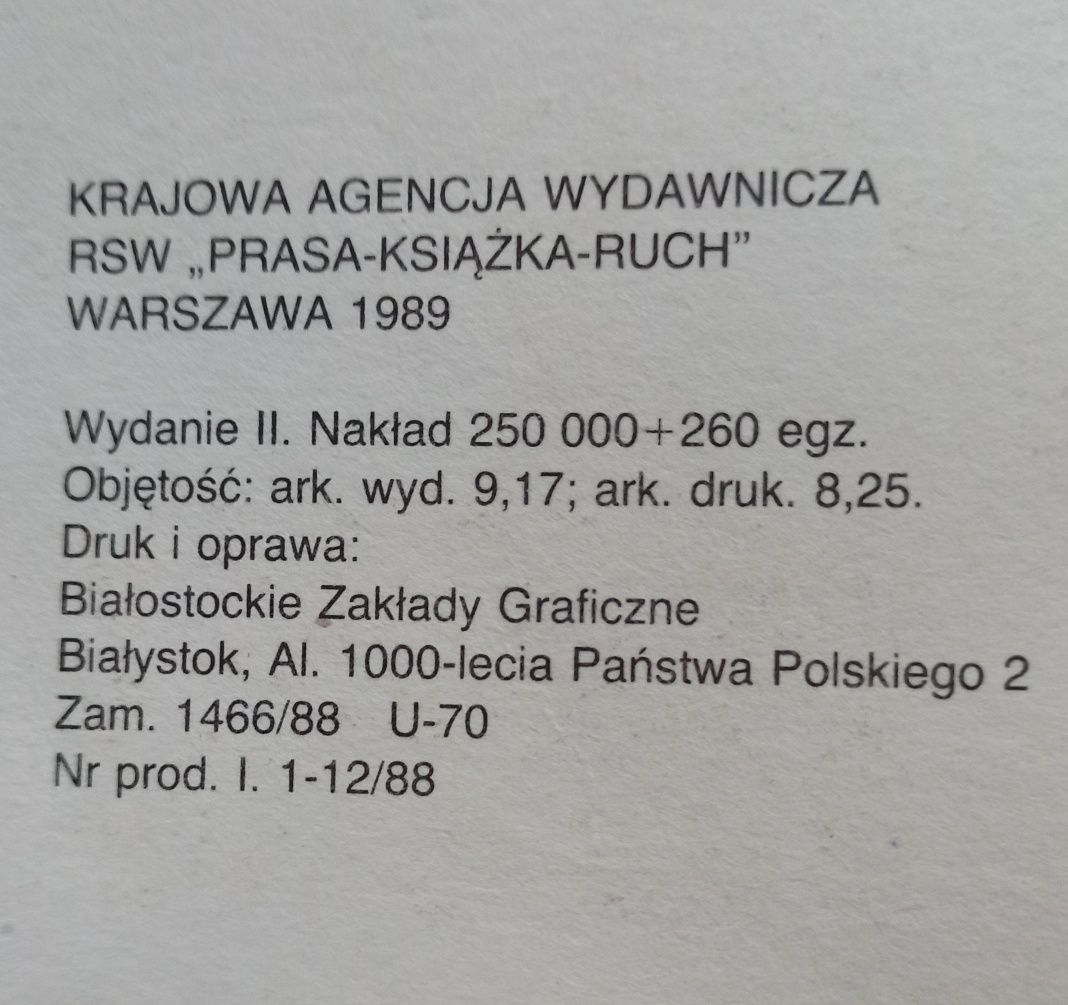 KRAJOWA AGENCJA WYDAWNICZA
RSW „PRASA-KSIĄŻKA-RUCH”
WARSZAWA 1989
Wydanie II. Nakład 250 000+260 egz.
Objętość: ark. wyd. 9,17; ark. druk. 8,25.
Druk i oprawa:
Białostockie Zakłady Graficzne
Białystok, Al. 1000-lecia Państwa Polskiego 2
Zam. 1466/88 U-70
Nr prod. I. 1-12/88